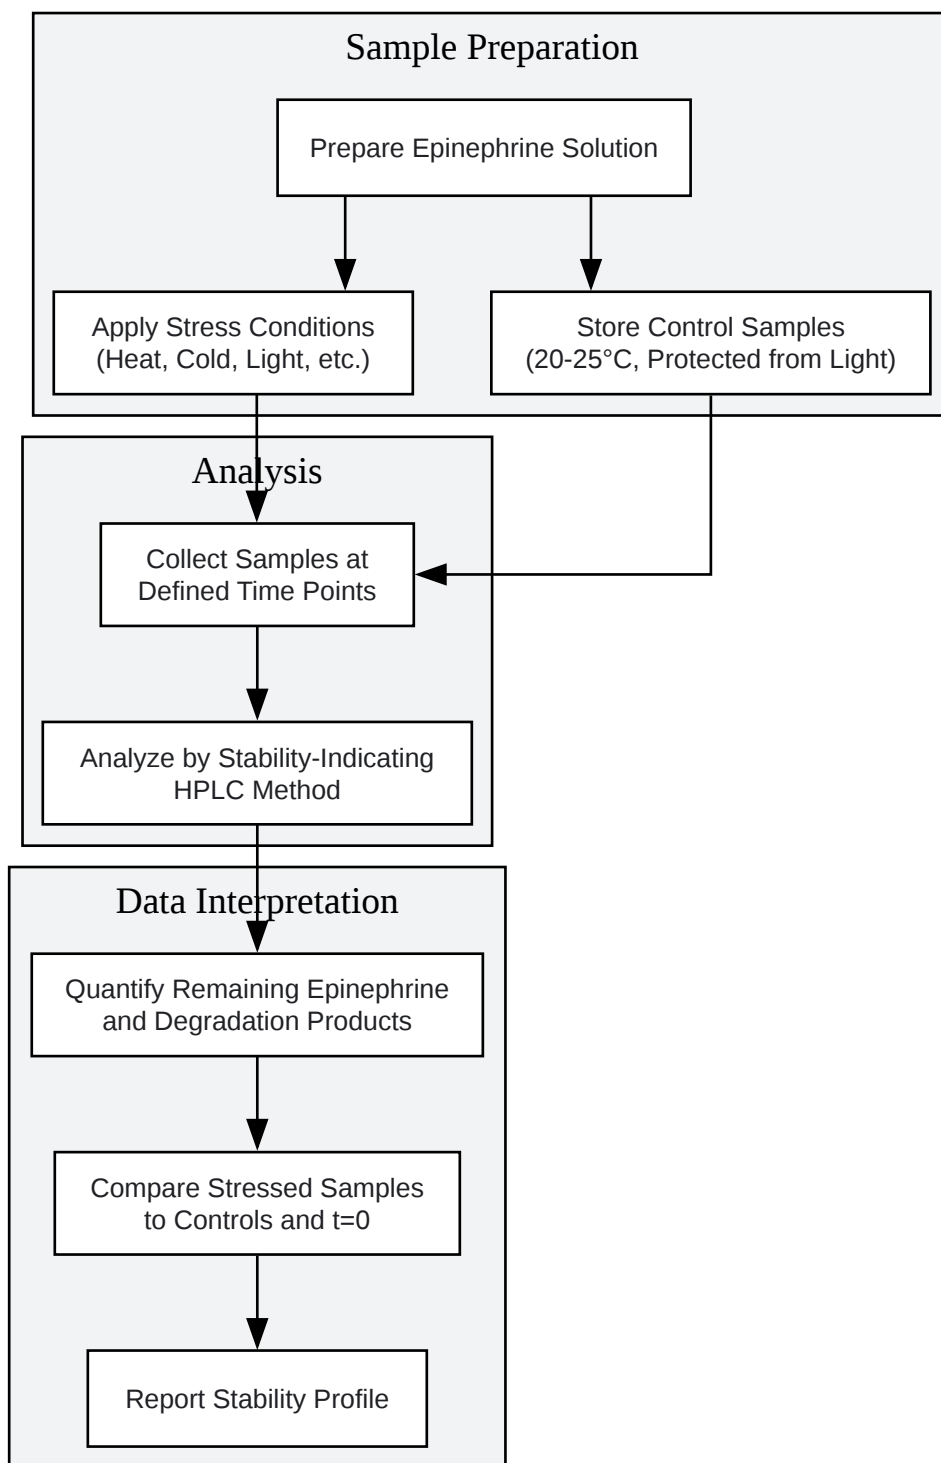 Sample Preparation
Prepare Epinephrine Solution
Apply Stress Conditions
(Heat, Cold, Light, etc.)
Store Control Samples
(20-25°C, Protected from Light)
Analysis
Collect Samples at
Defined Time Points
Analyze by Stability-Indicating
HPLC Method
Data Interpretation
Quantify Remaining Epinephrine
and Degradation Products
Compare Stressed Samples
to Controls and t=0
Report Stability Profile